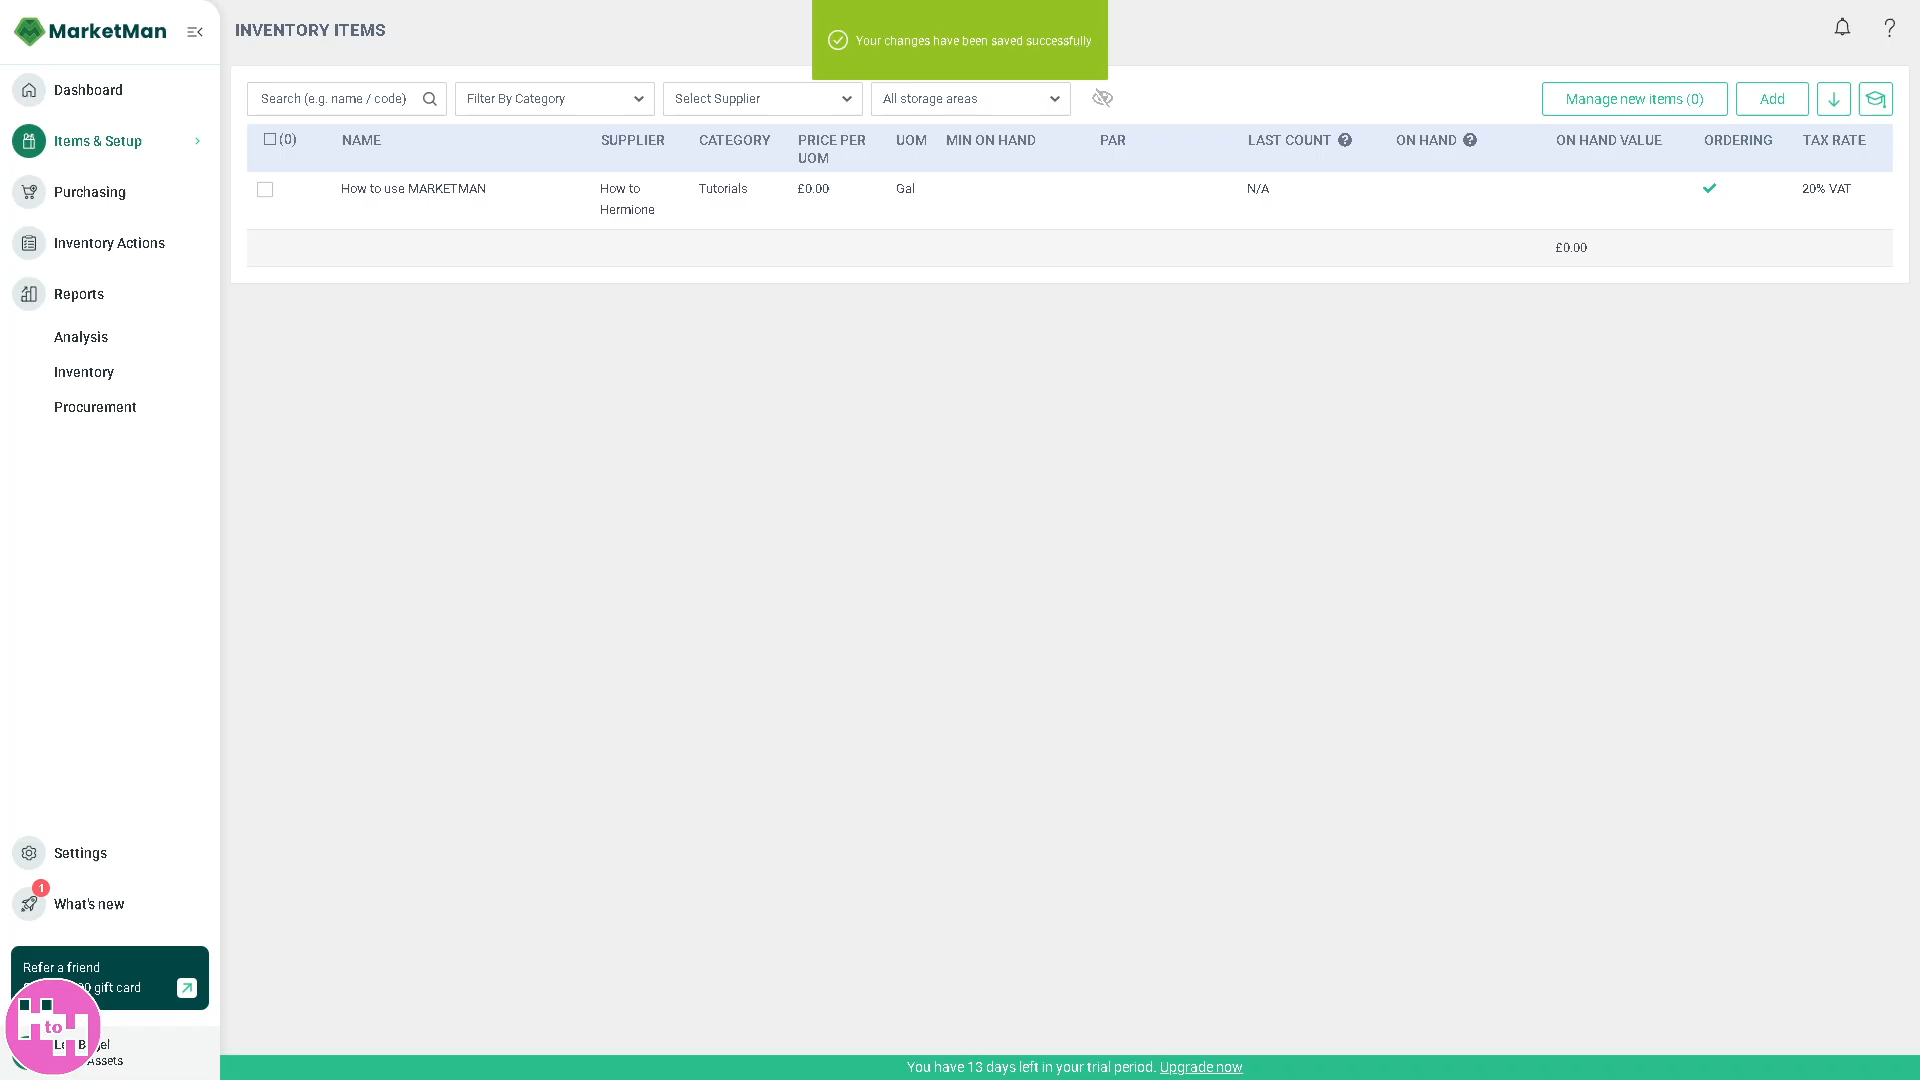 MarketMan
INVENTORY ITEMS
Your changes have been saved successfully
Dashboard
Items & Setup
Purchasing
Inventory Actions
Reports
Analysis
Inventory
Procurement
Search (e.g. name / code)
Filter By Category
Select Supplier
All storage areas
Manage new items (0)
Add
(0) NAME SUPPLIER CATEGORY PRICE PER UOM UOM MIN ON HAND PAR LAST COUNT ? ON HAND ? ON HAND VALUE ORDERING TAX RATE
How to use MARKETMAN How to Hermione Tutorials £0.00 Gal N/A 20% VAT
£0.00
Settings
1
What's new
Refer a friend
gift card
HtoH
Assets
You have 13 days left in your trial period. Upgrade now